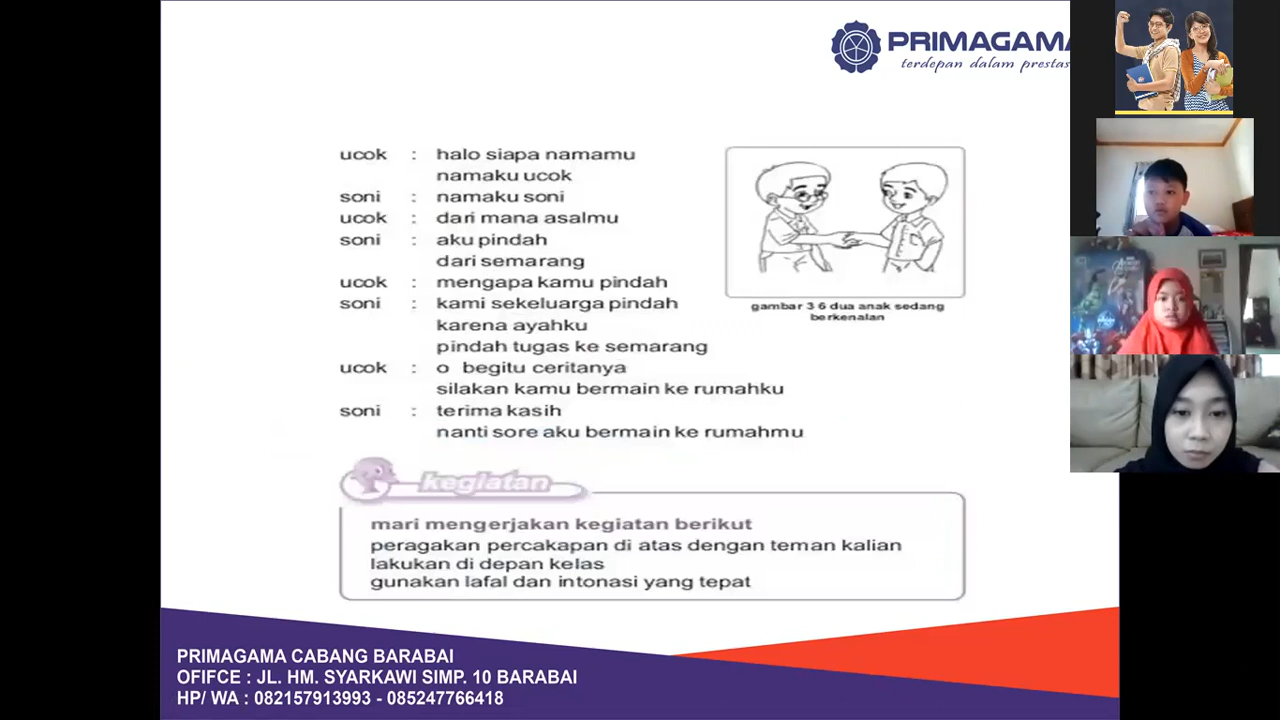 PRIMAGAMA
terdepan dalam prestas
ucok : halo siapa namamu
namaku ucok
soni : namaku soni
ucok : dari mana asalmu
soni : aku pindah
dari semarang
ucok : mengapa kamu pindah
soni : kami sekeluarga pindah
karena ayahku
pindah tugas ke semarang
ucok : o begitu ceritanya
silakan kamu bermain ke rumahku
soni : terima kasih
nanti sore aku bermain ke rumahmu
gambar 3 6 dua anak sedang
berkenalan
kegiatan
mari mengerjakan kegiatan berikut
peragakan percakapan di atas dengan teman kalian
lakukan di depan kelas
gunakan lafal dan intonasi yang tepat
PRIMAGAMA CABANG BARABAI
OFIFCE : JL. HM. SYARKAWI SIMP. 10 BARABAI
HP/ WA : 082157913993 - 085247766418